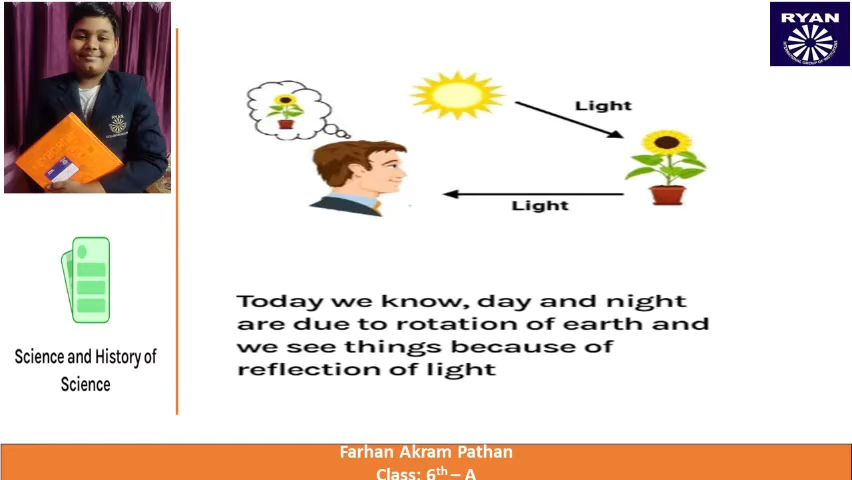 RYAN
Light
Light
Today we know, day and night
are due to rotation of earth and
we see things because of
reflection of light
Science and History of
Science
Farhan Akram Pathan
Class: 6th – A